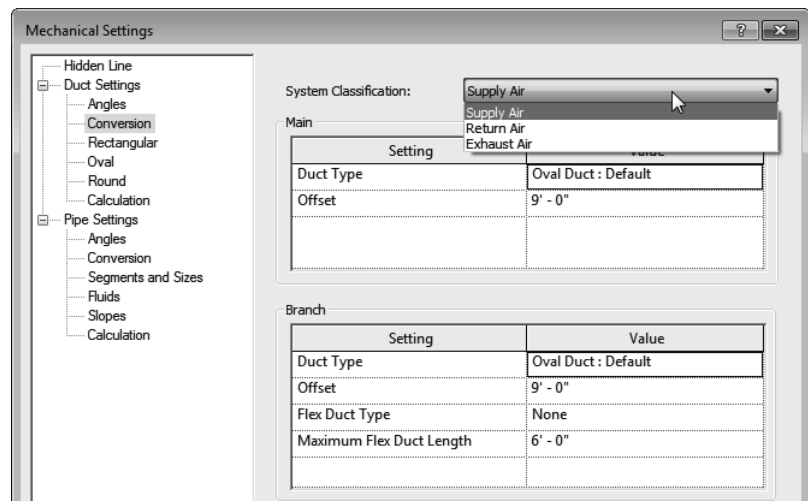 Mechanical Settings
Hidden Line
Duct Settings
Angles
Conversion
Rectangular
Oval
Round
Calculation
Pipe Settings
Angles
Conversion
Segments and Sizes
Fluids
Slopes
Calculation
System Classification: Supply Air
Supply Air
Return Air
Exhaust Air
Main
Setting Value
Duct Type Oval Duct : Default
Offset 9' - 0"
Branch
Setting Value
Duct Type Oval Duct : Default
Offset 9' - 0"
Flex Duct Type None
Maximum Flex Duct Length 6' - 0"